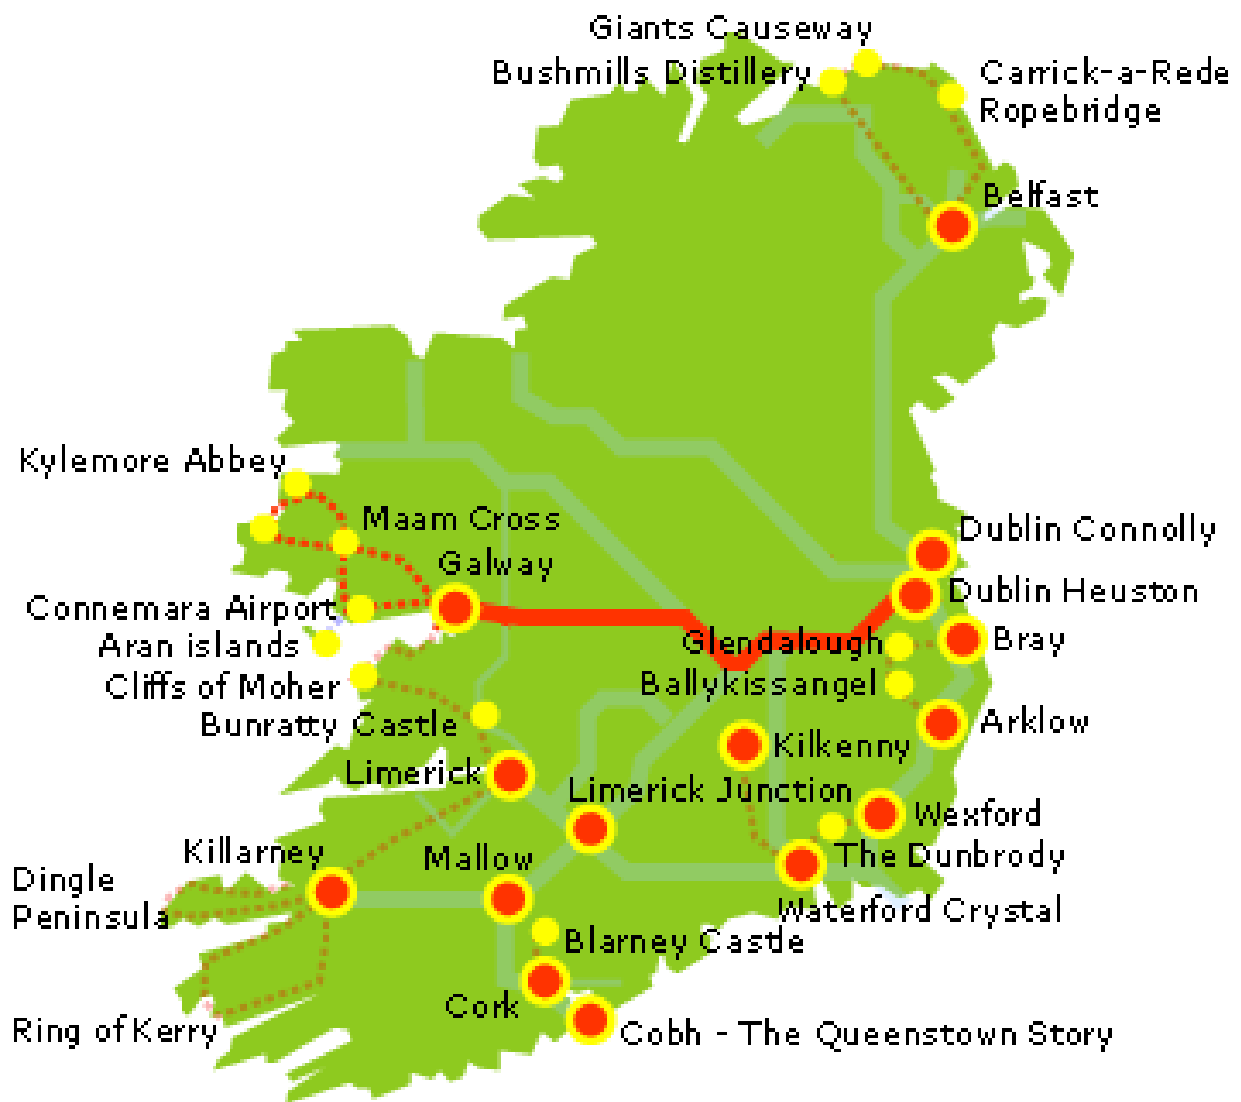 Giants Causeway
Bushmills Distillery
Carrick-a-Rede
Ropebridge
Belfast
Kylemore Abbey
Maam Cross
Galway
Dublin Connolly
Dublin Heuston
Connemara Airport
Aran islands
Glendalough
Bray
Cliffs of Moher
Ballykissangel
Bunratty Castle
Arklow
Kilkenny
Limerick
Limerick Junction
Wexford
Killarney
Mallow
The Dunbrody
Dingle
Peninsula
Waterford Crystal
Blarney Castle
Cork
Ring of Kerry
Cobh - The Queenstown Story